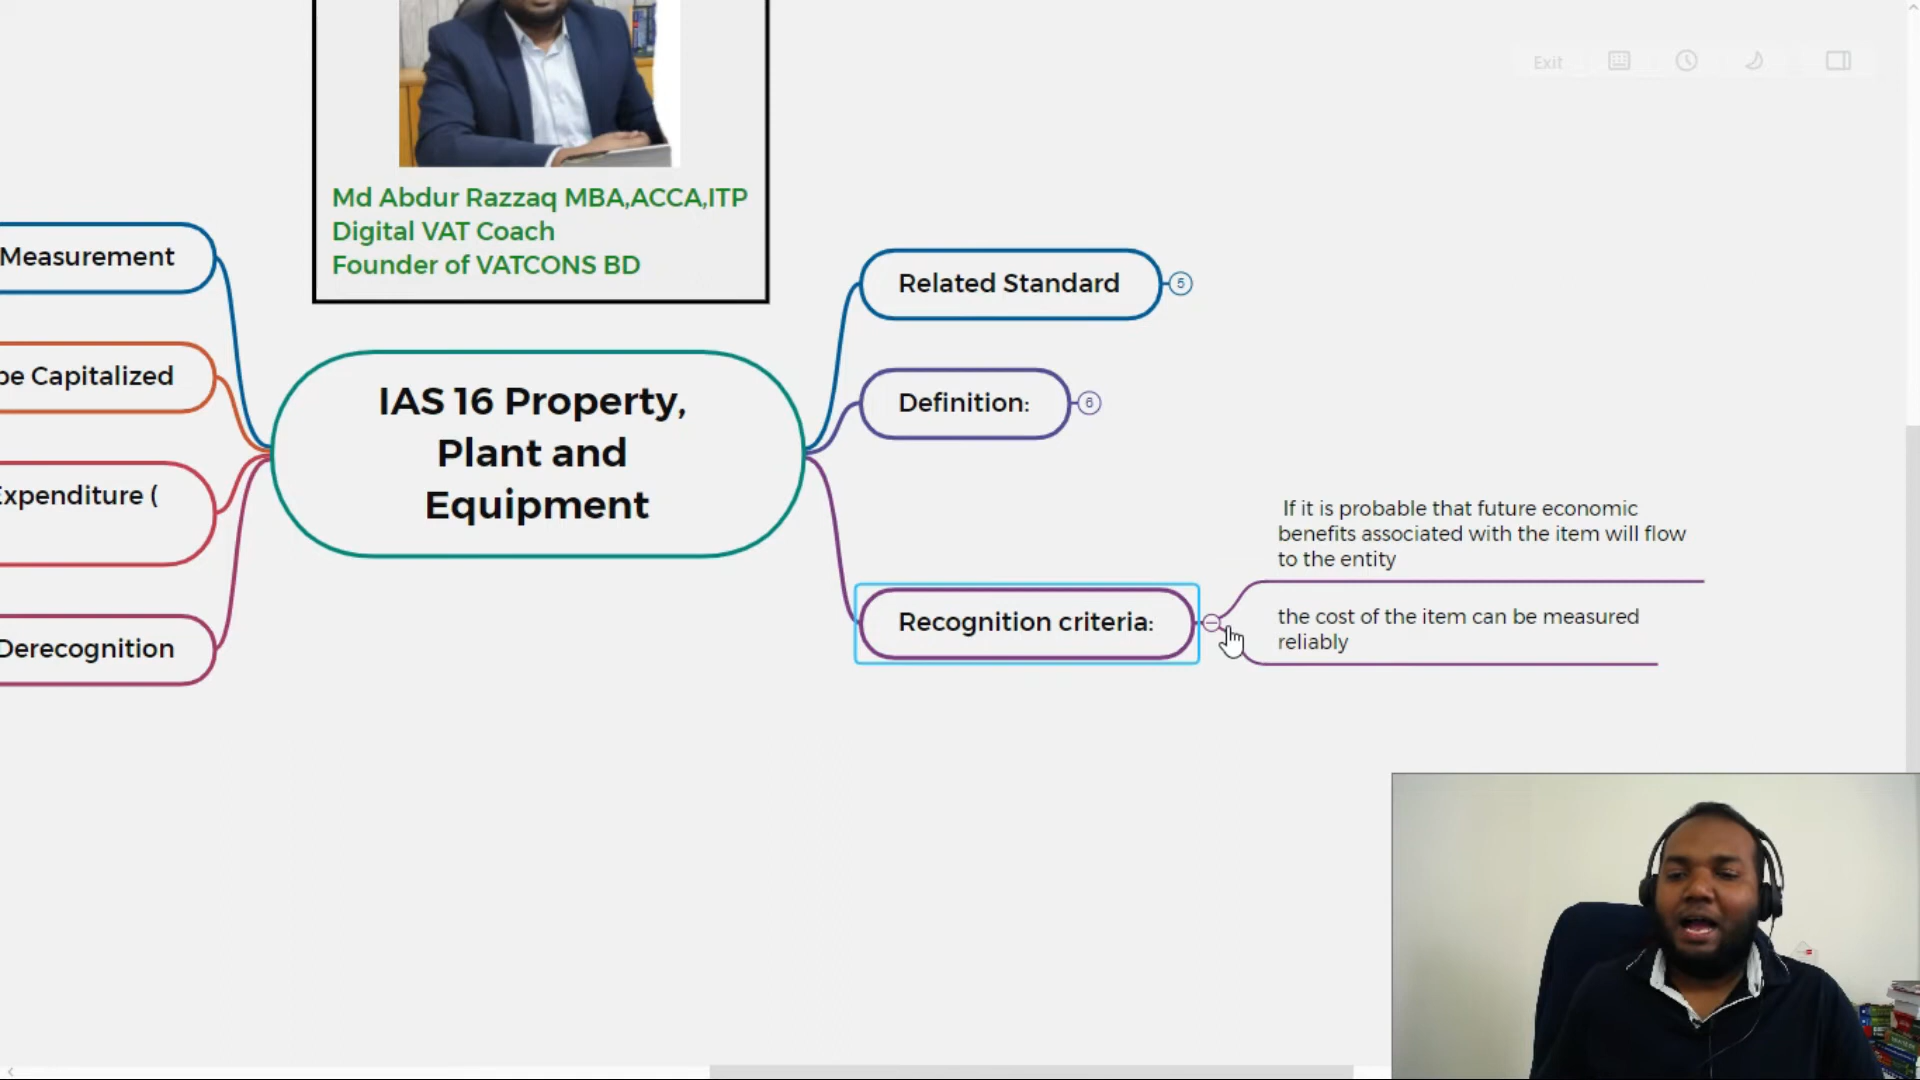 Exit
Md Abdur Razzaq MBA,ACCA,ITP
Digital VAT Coach
Founder of VATCONS BD
Measurement
be Capitalized
Expenditure (
Derecognition
IAS 16 Property,
Plant and
Equipment
Related Standard
5
Definition:
6
Recognition criteria:
If it is probable that future economic
benefits associated with the item will flow
to the entity
the cost of the item can be measured
reliably